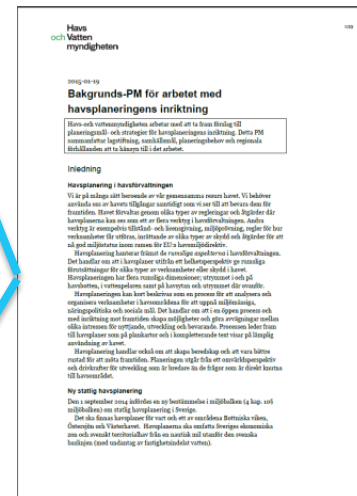 Havs
och Vatten
myndigheten
2015-01-19
Bakgrunds-PM för arbetet med
havsplaneringens inriktning
Havs- och vattenmyndigheten arbetar med att ta fram förslag till
planeringsmål- och strategier för havsplaneringens inriktning. Detta PM
sammanfattar lagstiftning, samhällsmål, planeringsbehov och regionala
förhållanden att ta hänsyn till i det arbetet.
Inledning
Havsplanering i havsförvaltningen
Vi är på många sätt beroende av vår gemensamma resurs havet. Vi behöver
använda oss av havets tillgångar samtidigt som vi ser till att bevara dem för
framtiden. Havet förvaltas genom olika typer av regleringar och åtgärder där
havsplanerna kan ses som ett av flera verktyg i havsförvaltningen. Andra
verktyg är exempelvis tillstånd- och licensgivning, miljöprövning, regler för hur
verksamheter får utföras, inrättande av olika typer av skydd och åtgärder för att
nå god miljöstatus inom ramen för EU:s havsmiljödirektiv.
Havsplanering hanterar främst de rumsliga aspekterna i havsförvaltningen.
Det handlar om att i havsplaner utifrån ett helhetsperspektiv ge rumsliga
förutsättningar för olika typer av verksamheter eller skydd i havet.
Havsplaneringen har flera rumsliga dimensioner; utrymmet i och på
havsbotten, i vattenpelaren samt på havsytan och utrymmet där ovanför.
Havsplaneringen kan kort beskrivas som en process för att analysera och
organisera verksamheter i havsområdena för att uppnå miljömässiga,
näringspolitiska och sociala mål. Det handlar om att i en öppen process och
med inriktning mot framtiden skapa möjligheter och göra avvägningar mellan
olika intressen för nyttjande, utveckling och bevarande. Processen leder fram
till havsplaner som på plankartor och i kompletterande text visar på lämplig
användning av havet.
Havsplanering handlar också om att skapa beredskap och att vara bättre
rustad för att möta framtiden. Planeringen utgår från ett omvärldsperspektiv
och drivkrafter för utveckling som är bredare än de frågor som är direkt knutna
till havsområdet.
Ny statlig havsplanering
Den 1 september 2014 infördes en ny bestämmelse i miljöbalken (4 kap. 10§
miljöbalken) om statlig havsplanering i Sverige.
Det ska finnas havsplaner för vart och ett av områdena Bottniska viken,
Östersjön och Västerhavet. Havsplanerna ska omfatta Sveriges ekonomiska
zon och svenskt territorialhav från en nautisk mil utanför den svenska
baslinjen (med undantag av fastighetsindelat vatten).